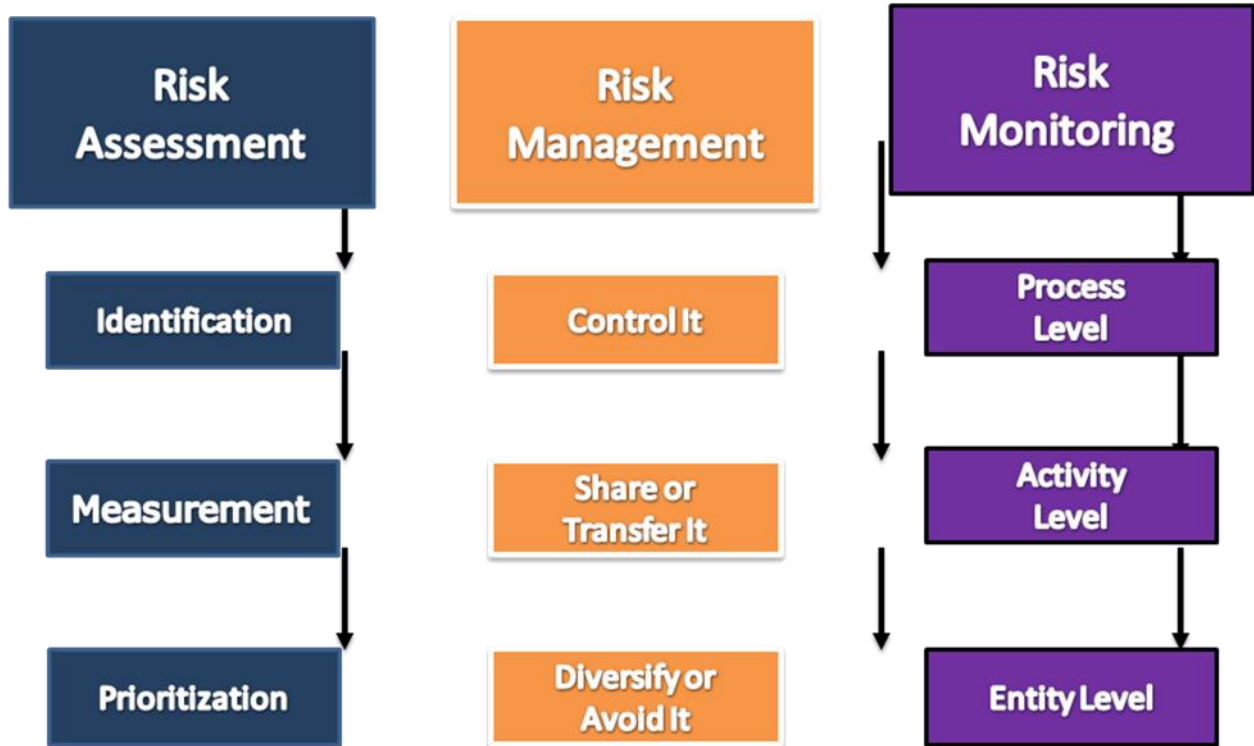 Risk
Assessment
Risk
Management
Risk
Monitoring
Identification
Control It
Process
Level
Measurement
Share or
Transfer It
Activity
Level
Prioritization
Diversify or
Avoid It
Entity Level